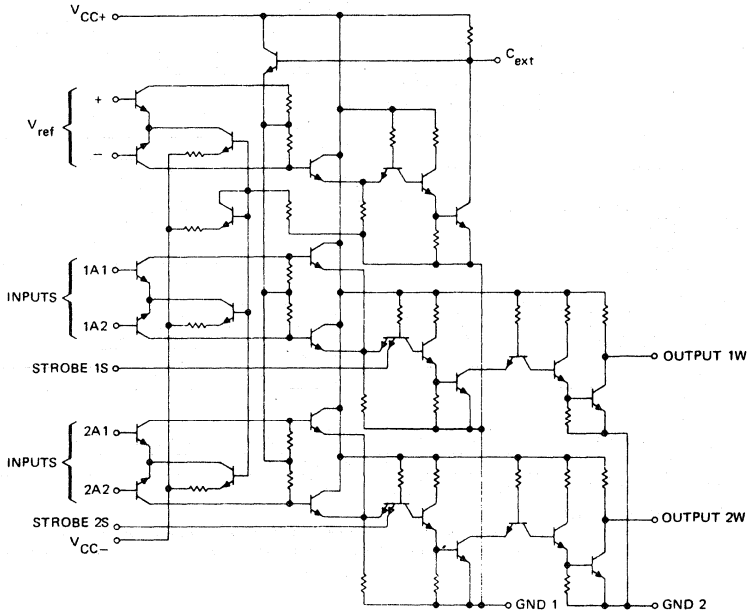 VCC+
Cext
Vref
+
−
1A1
INPUTS
1A2
STROBE 1S
OUTPUT 1W
2A1
INPUTS
2A2
STROBE 2S
OUTPUT 2W
VCC−
GND 1
GND 2